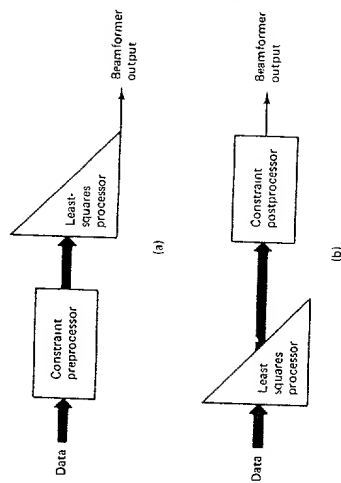 Data
Constraint
preprocessor
Least-
squares
processor
Beamformer
output
(a)
Data
Least
squares
processor
Constraint
postprocessor
Beamformer
output
(b)